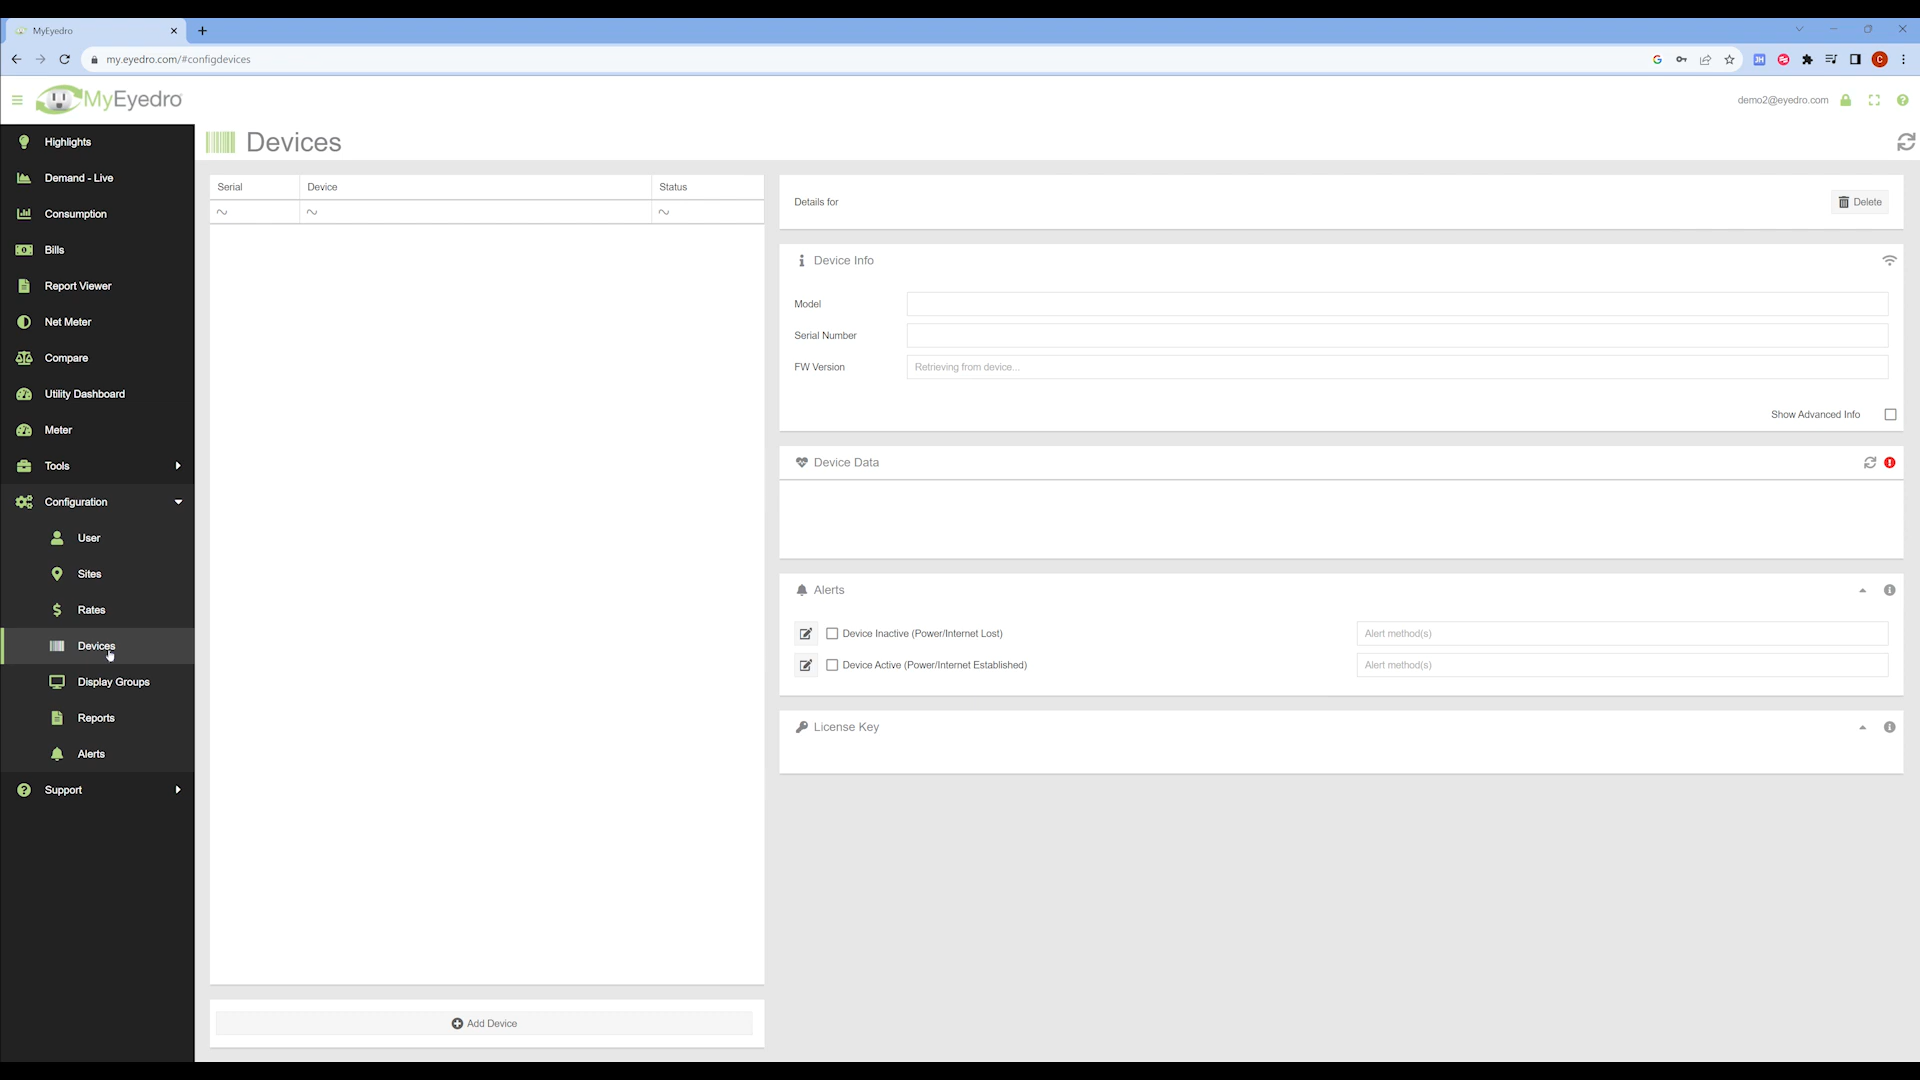 MyEyedro
my.eyedro.com/#configdevices
JH
C
MyEyedro
demo2@eyedro.com
Highlights
Demand - Live
Consumption
Bills
Report Viewer
Net Meter
Compare
Utility Dashboard
Meter
Tools
Configuration
User
Sites
Rates
Devices
Display Groups
Reports
Alerts
Support
Devices
Serial Device Status
Add Device
Details for
Delete
Device Info
Model
Serial Number
FW Version Retrieving from device...
Show Advanced Info
Device Data
Alerts
Device Inactive (Power/Internet Lost) Alert method(s)
Device Active (Power/Internet Established) Alert method(s)
License Key